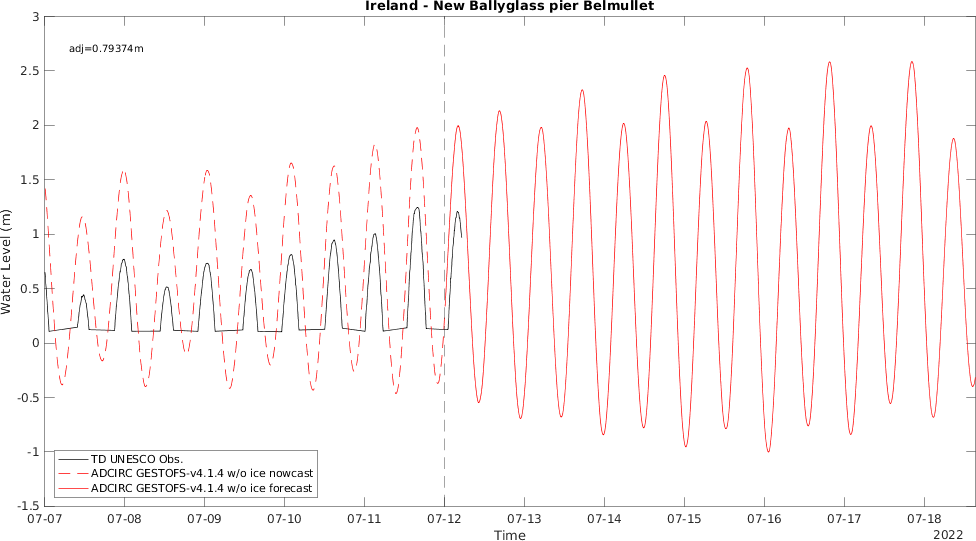 Ireland - New Ballyglass pier Belmullet
adj=0.79374m
Water Level (m)
3
2.5
2
1.5
1
0.5
0
-0.5
-1
-1.5
TD UNESCO Obs.
ADCIRC GESTOFS-v4.1.4 w/o ice nowcast
ADCIRC GESTOFS-v4.1.4 w/o ice forecast
07-07 07-08 07-09 07-10 07-11 07-12 07-13 07-14 07-15 07-16 07-17 07-18
Time
2022